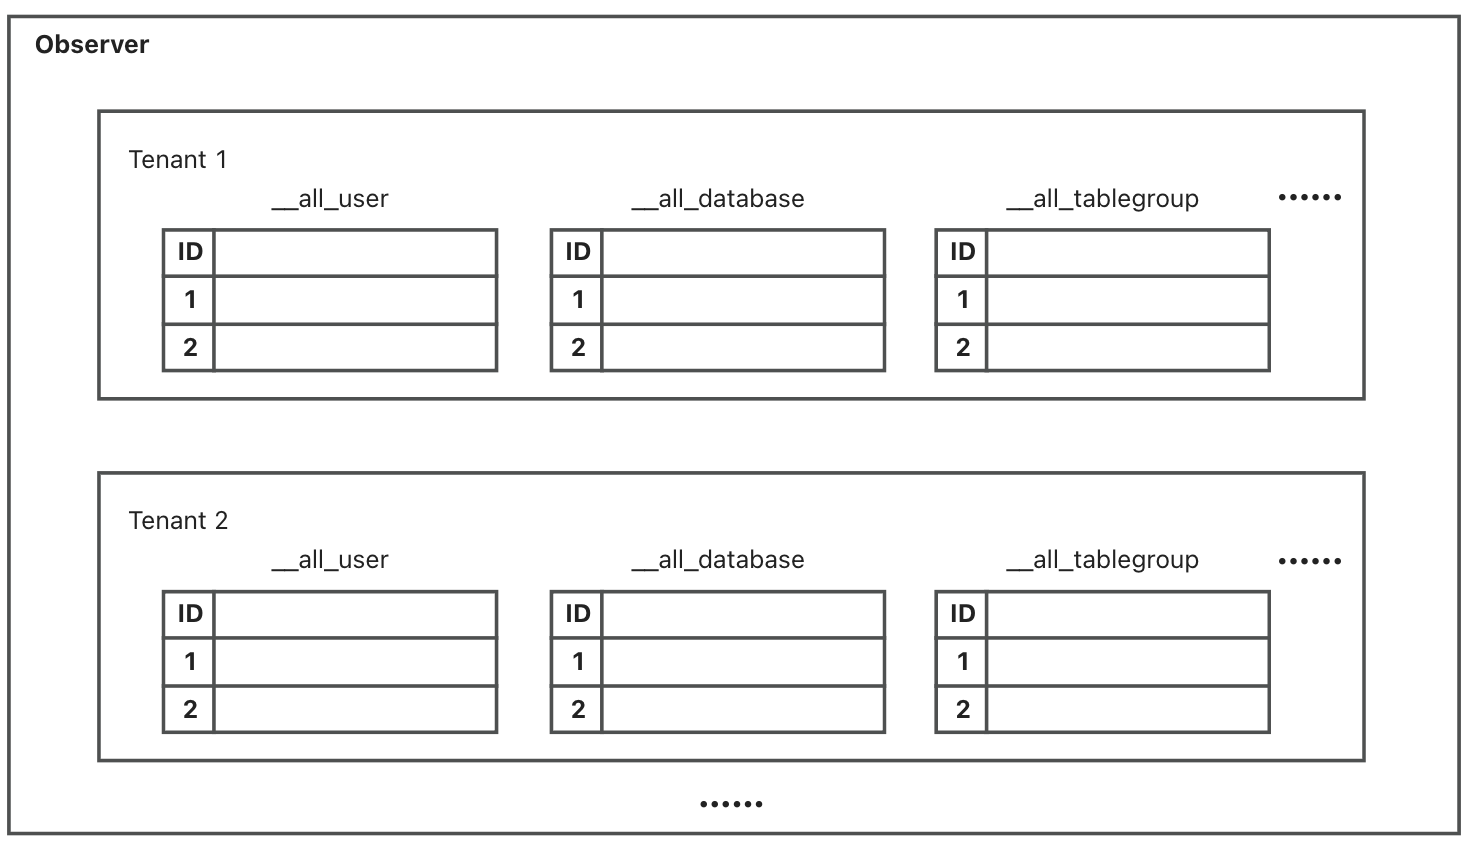 Observer
Tenant 1
__all_user __all_database __all_tablegroup ······
ID ID ID
1 1 1
2 2 2
Tenant 2
__all_user __all_database __all_tablegroup ······
ID ID ID
1 1 1
2 2 2
······